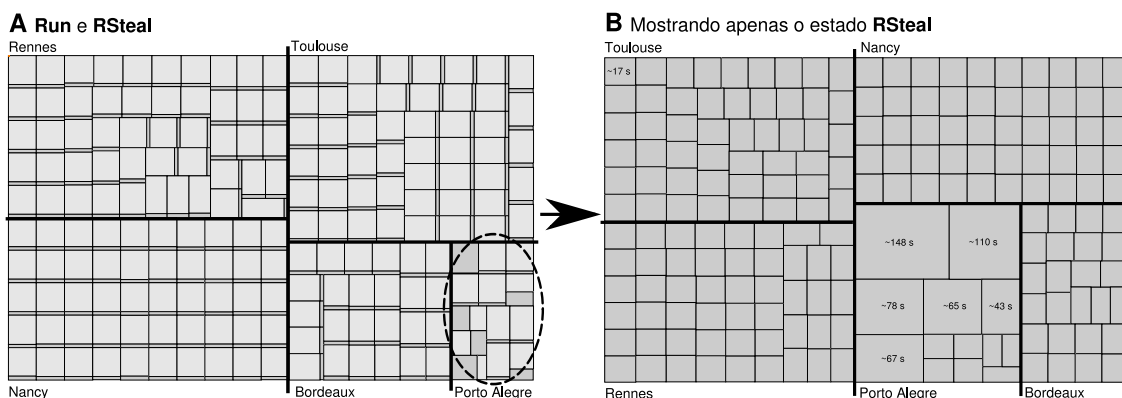 A Run e RSteal
B Mostrando apenas o estado RSteal
Rennes
Toulouse
Toulouse
Nancy
~17 s
~148 s
~110 s
~78 s
~65 s
~43 s
~67 s
Nancy
Bordeaux
Porto Alegre
Rennes
Porto Alegre
Bordeaux